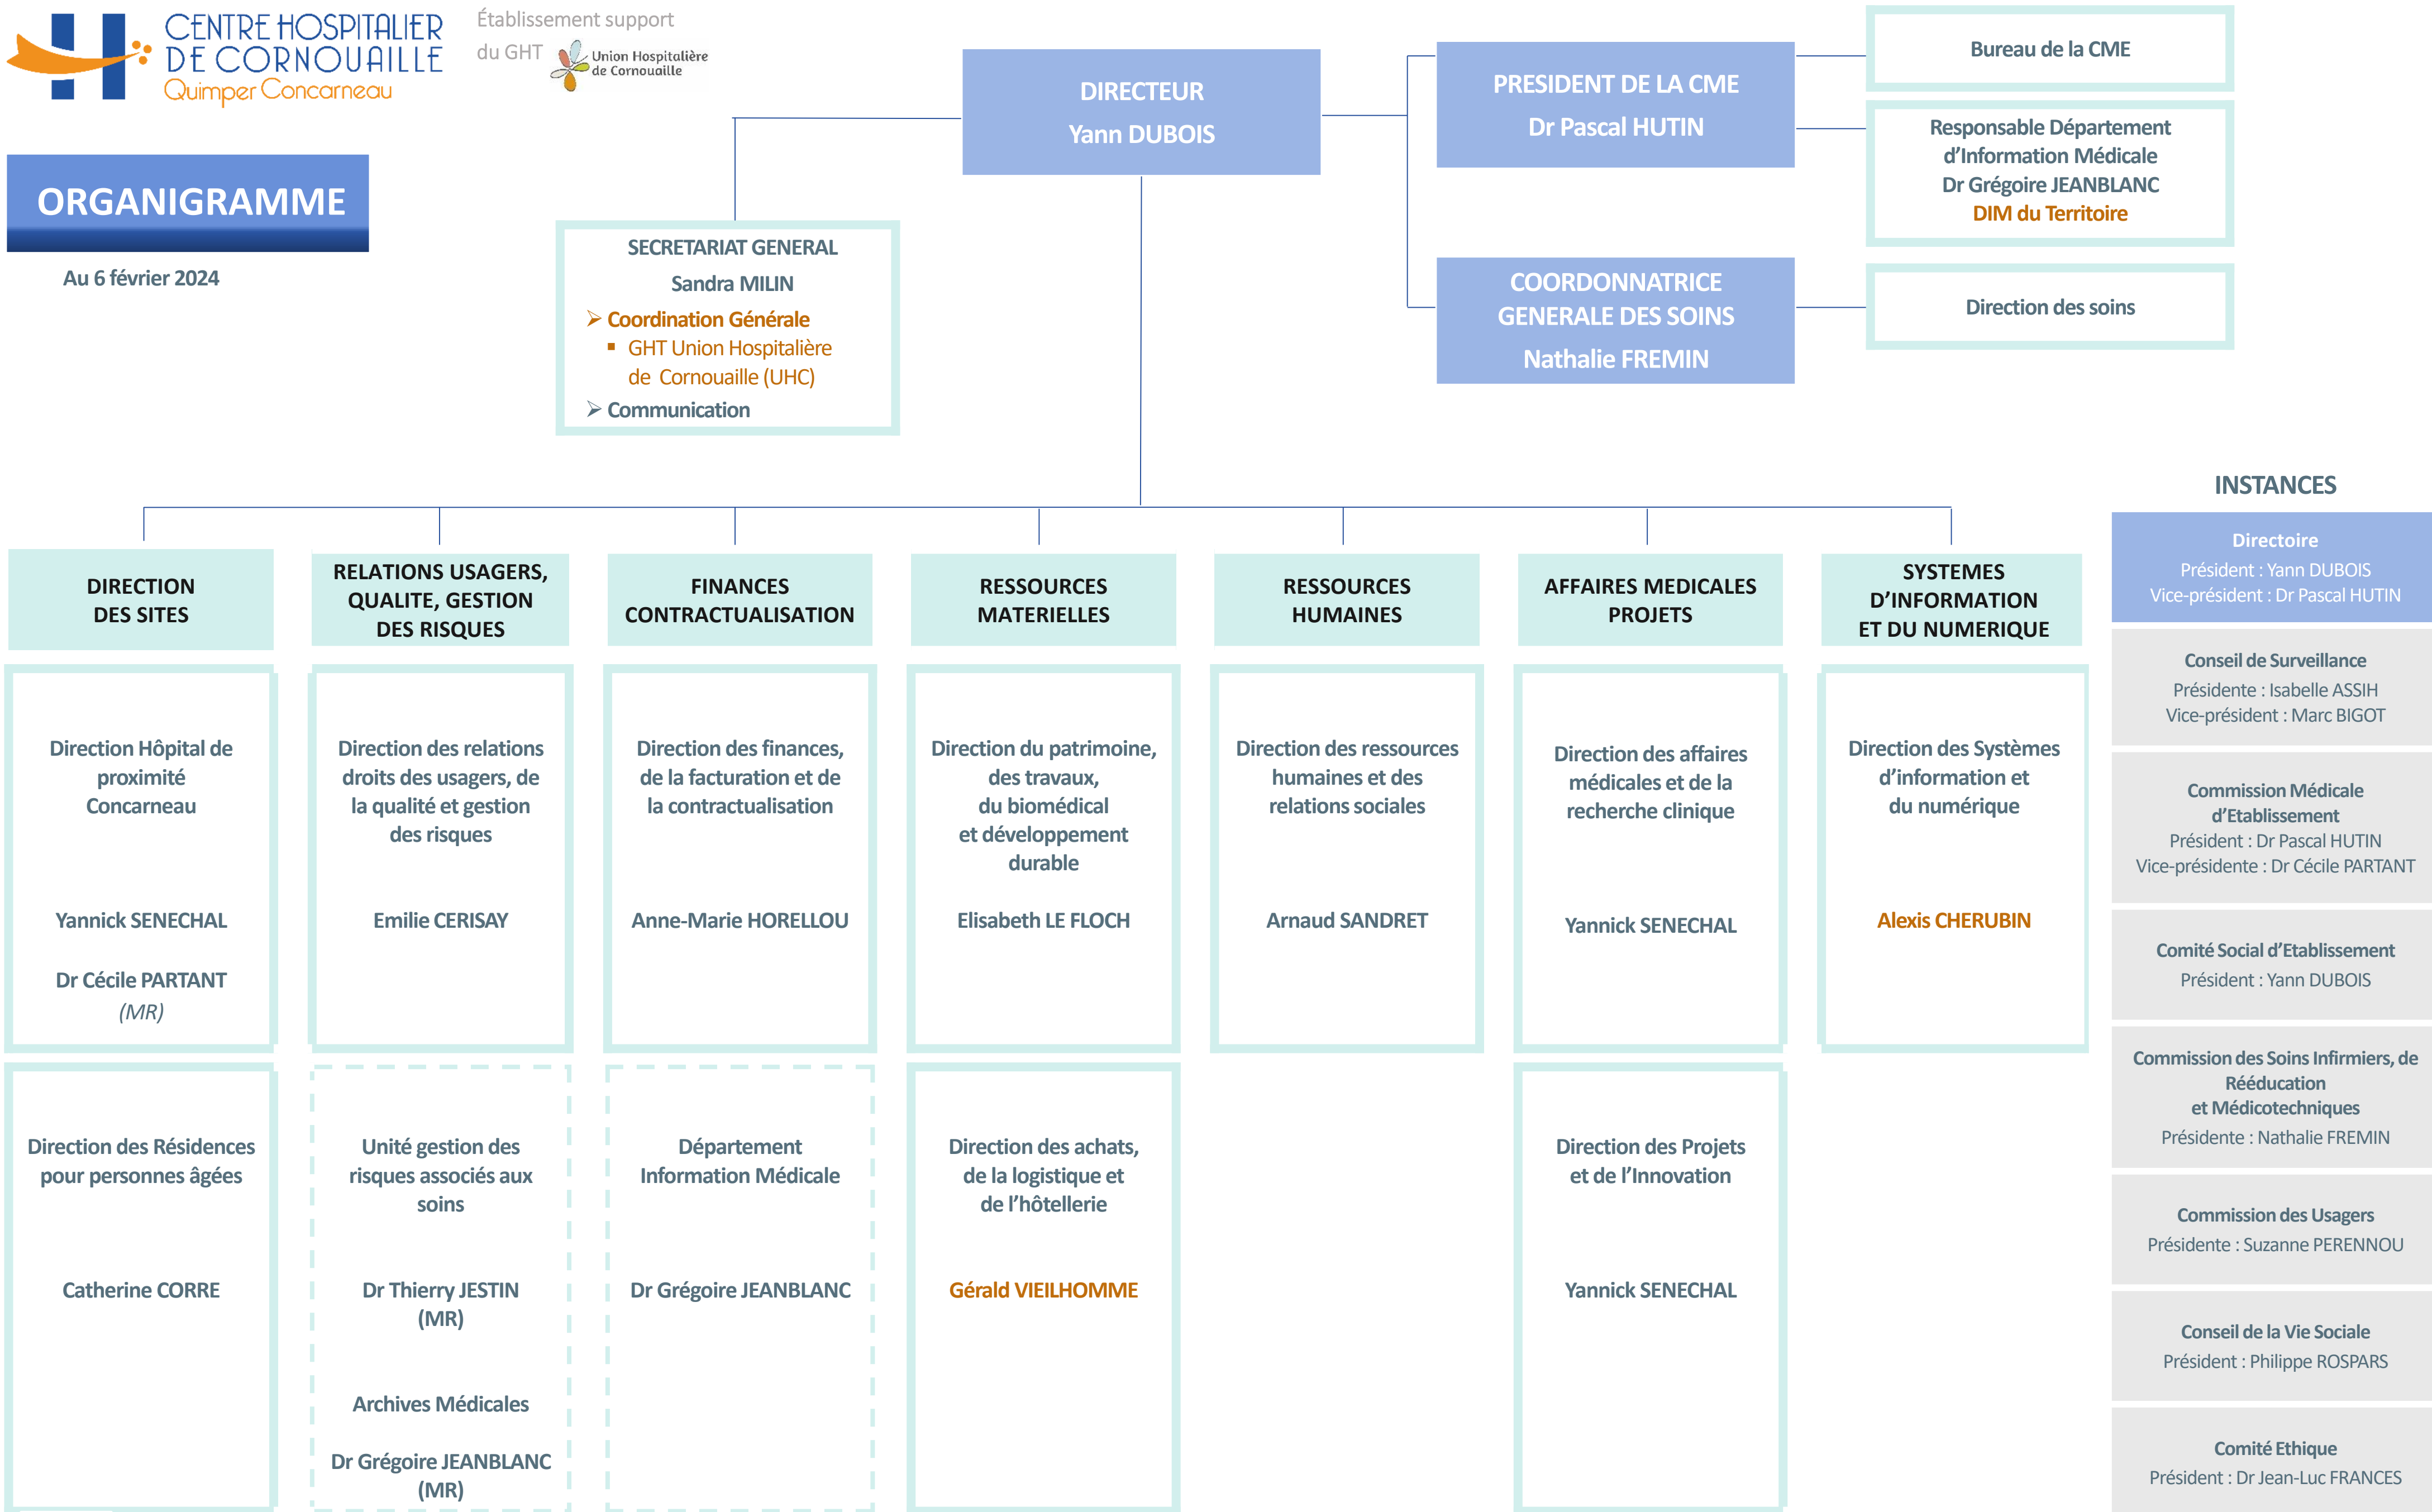 CENTRE HOSPITALIER
DE CORNOUAILLE
Quimper Concarneau
Établissement support
du GHT
Union Hospitalière
de Cornouaille
ORGANIGRAMME
Au 6 février 2024
DIRECTEUR
Yann DUBOIS
PRESIDENT DE LA CME
Dr Pascal HUTIN
Bureau de la CME
Responsable Département
d’Information Médicale
Dr Grégoire JEANBLANC
DIM du Territoire
COORDONNATRICE
GENERALE DES SOINS
Nathalie FREMIN
Direction des soins
SECRETARIAT GENERAL
Sandra MILIN
➢ Coordination Générale
▪ GHT Union Hospitalière
de Cornouaille (UHC)
➢ Communication
DIRECTION
DES SITES
Direction Hôpital de
proximité
Concarneau
Yannick SENECHAL
Dr Cécile PARTANT
(MR)
Direction des Résidences
pour personnes âgées
Catherine CORRE
RELATIONS USAGERS,
QUALITE, GESTION
DES RISQUES
Direction des relations
droits des usagers, de
la qualité et gestion
des risques
Emilie CERISAY
Unité gestion des
risques associés aux
soins
Dr Thierry JESTIN
(MR)
Archives Médicales
Dr Grégoire JEANBLANC
(MR)
FINANCES
CONTRACTUALISATION
Direction des finances,
de la facturation et de
la contractualisation
Anne-Marie HORELLOU
Département
Information Médicale
Dr Grégoire JEANBLANC
RESSOURCES
MATERIELLES
Direction du patrimoine,
des travaux,
du biomédical
et développement
durable
Elisabeth LE FLOCH
Direction des achats,
de la logistique et
de l’hôtellerie
Gérald VIEILHOMME
RESSOURCES
HUMAINES
Direction des ressources
humaines et des
relations sociales
Arnaud SANDRET
AFFAIRES MEDICALES
PROJETS
Direction des affaires
médicales et de la
recherche clinique
Yannick SENECHAL
Direction des Projets
et de l’Innovation
Yannick SENECHAL
SYSTEMES
D’INFORMATION
ET DU NUMERIQUE
Direction des Systèmes
d’information et
du numérique
Alexis CHERUBIN
INSTANCES
Directoire
Président : Yann DUBOIS
Vice-président : Dr Pascal HUTIN
Conseil de Surveillance
Présidente : Isabelle ASSIH
Vice-président : Marc BIGOT
Commission Médicale
d’Etablissement
Président : Dr Pascal HUTIN
Vice-présidente : Dr Cécile PARTANT
Comité Social d’Etablissement
Président : Yann DUBOIS
Commission des Soins Infirmiers, de
Rééducation
et Médicotechniques
Présidente : Nathalie FREMIN
Commission des Usagers
Présidente : Suzanne PERENNOU
Conseil de la Vie Sociale
Président : Philippe ROSPARS
Comité Ethique
Président : Dr Jean-Luc FRANCES